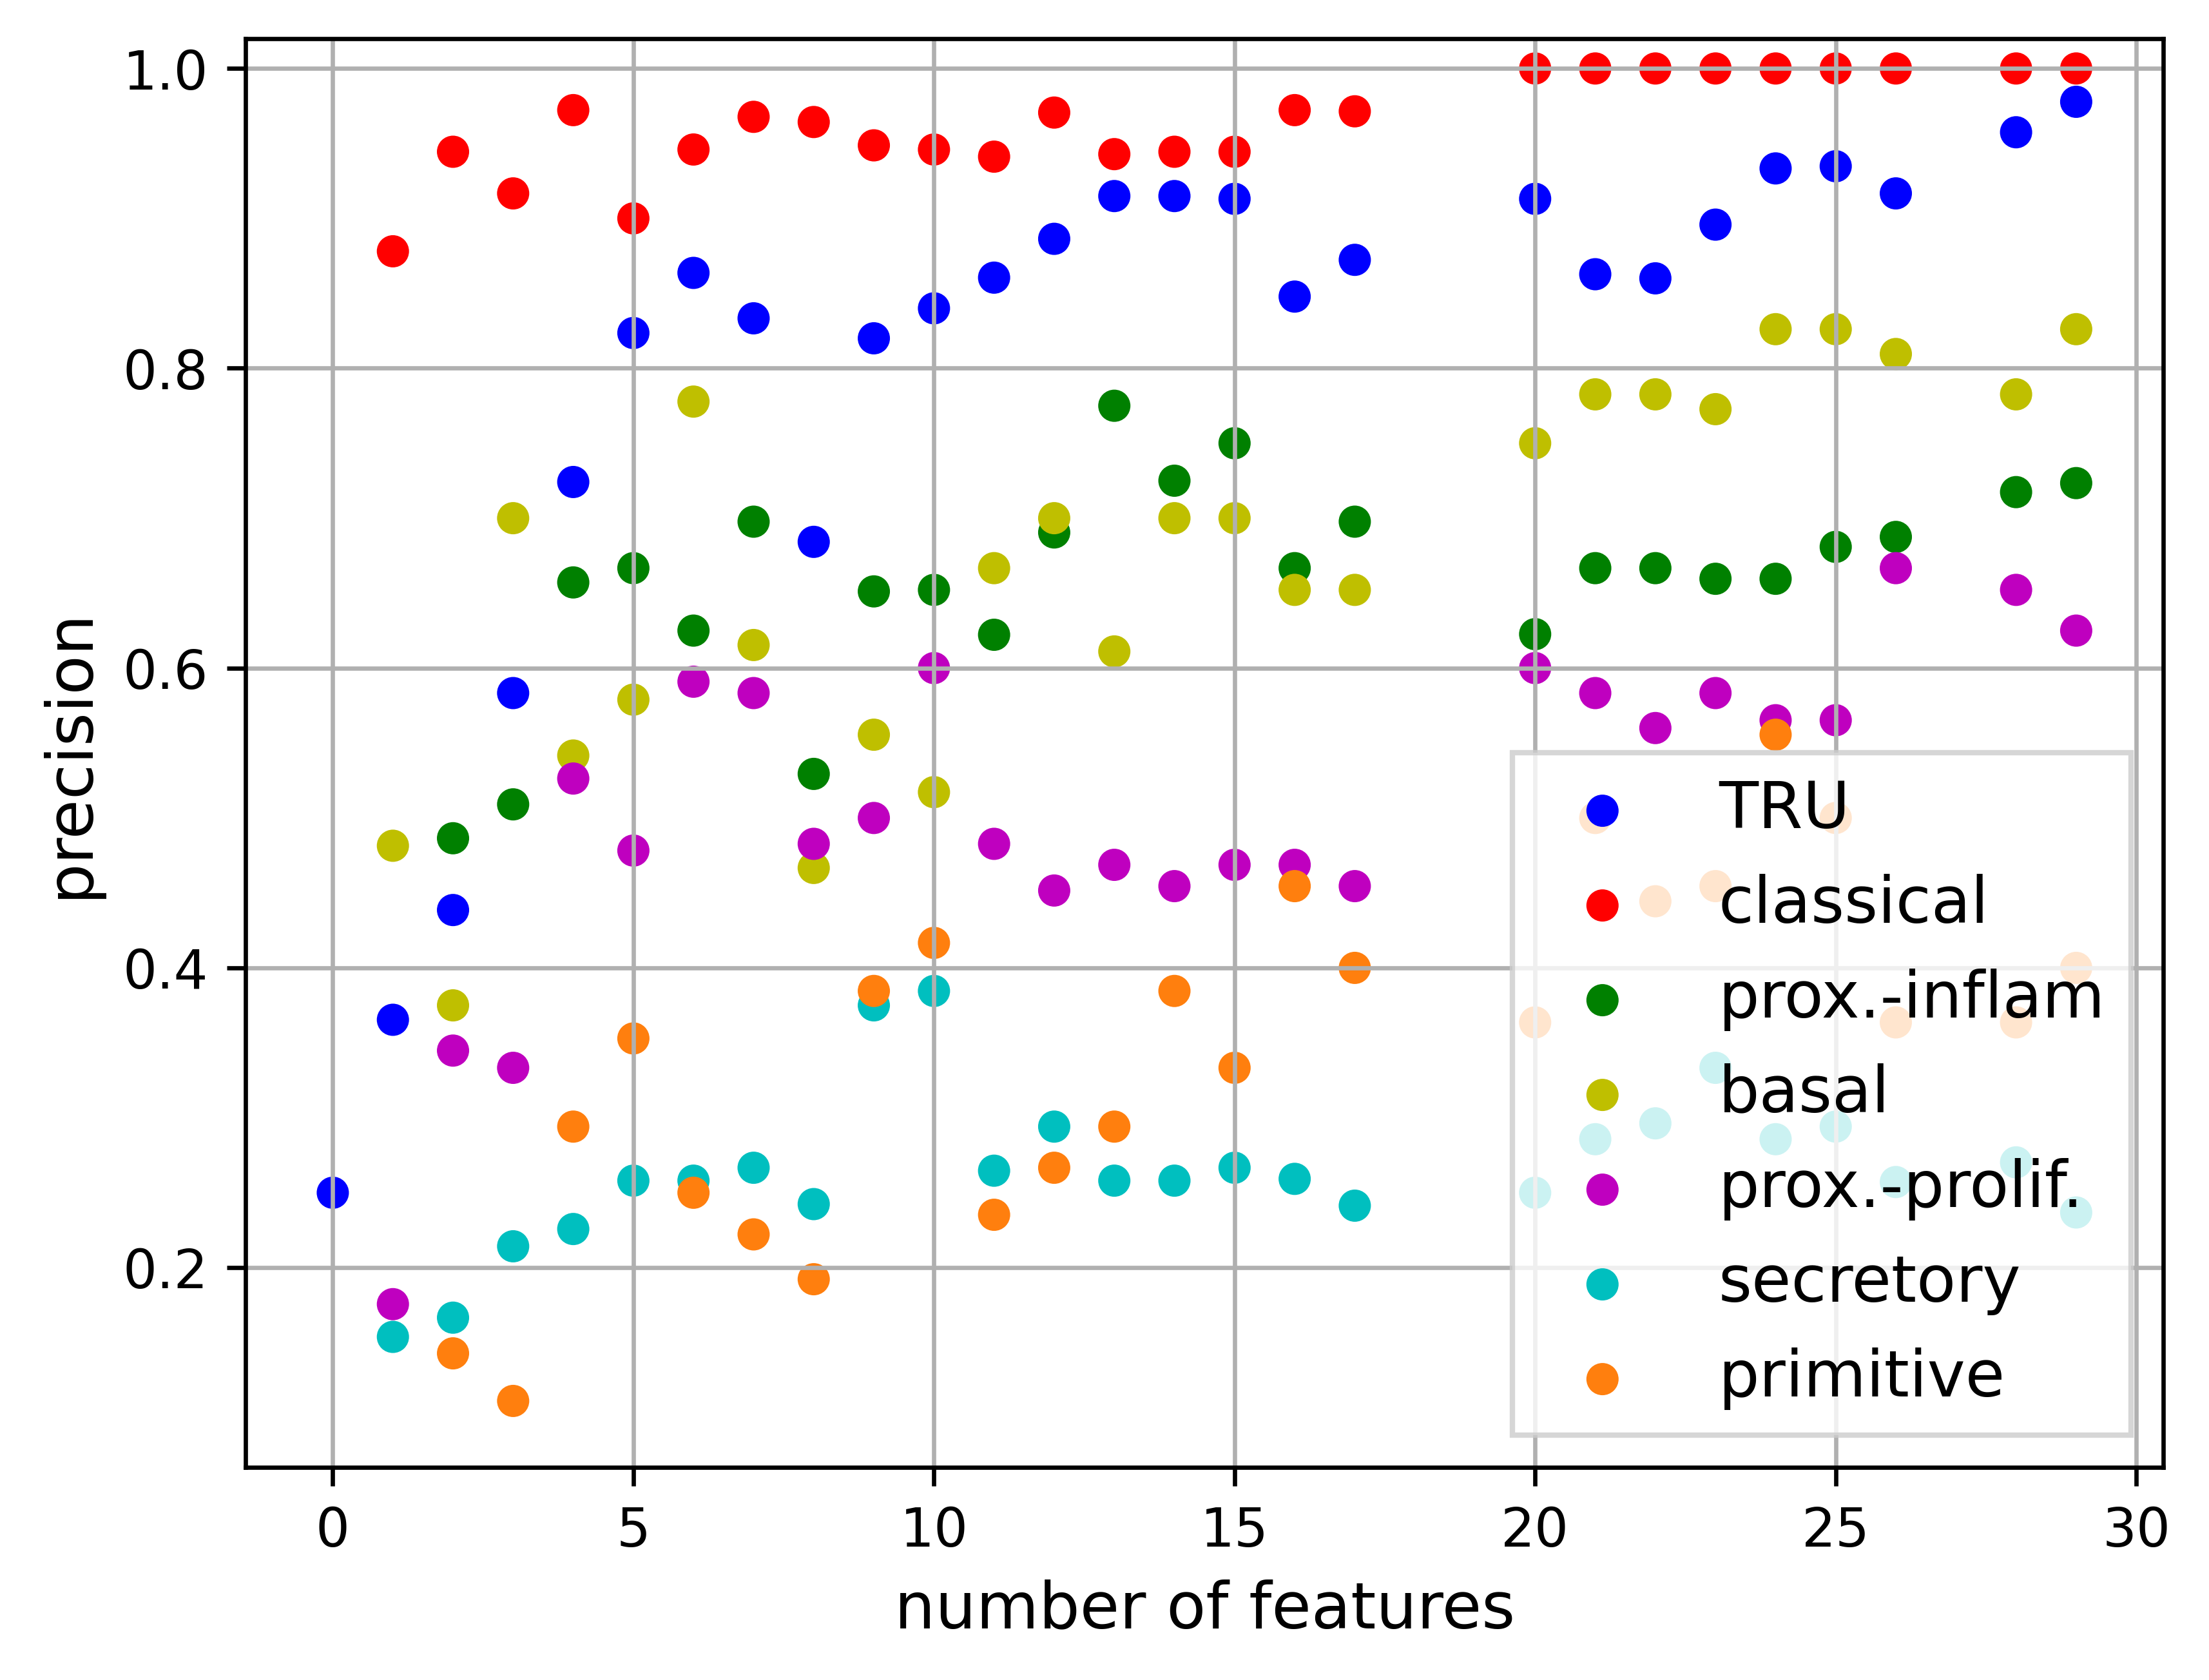 1.0
0.8
0.6
0.4
0.2
precision
0
5
10
15
20
25
30
number of features
TRU
classical
prox.-inflam
basal
prox.-prolif.
secretory
primitive